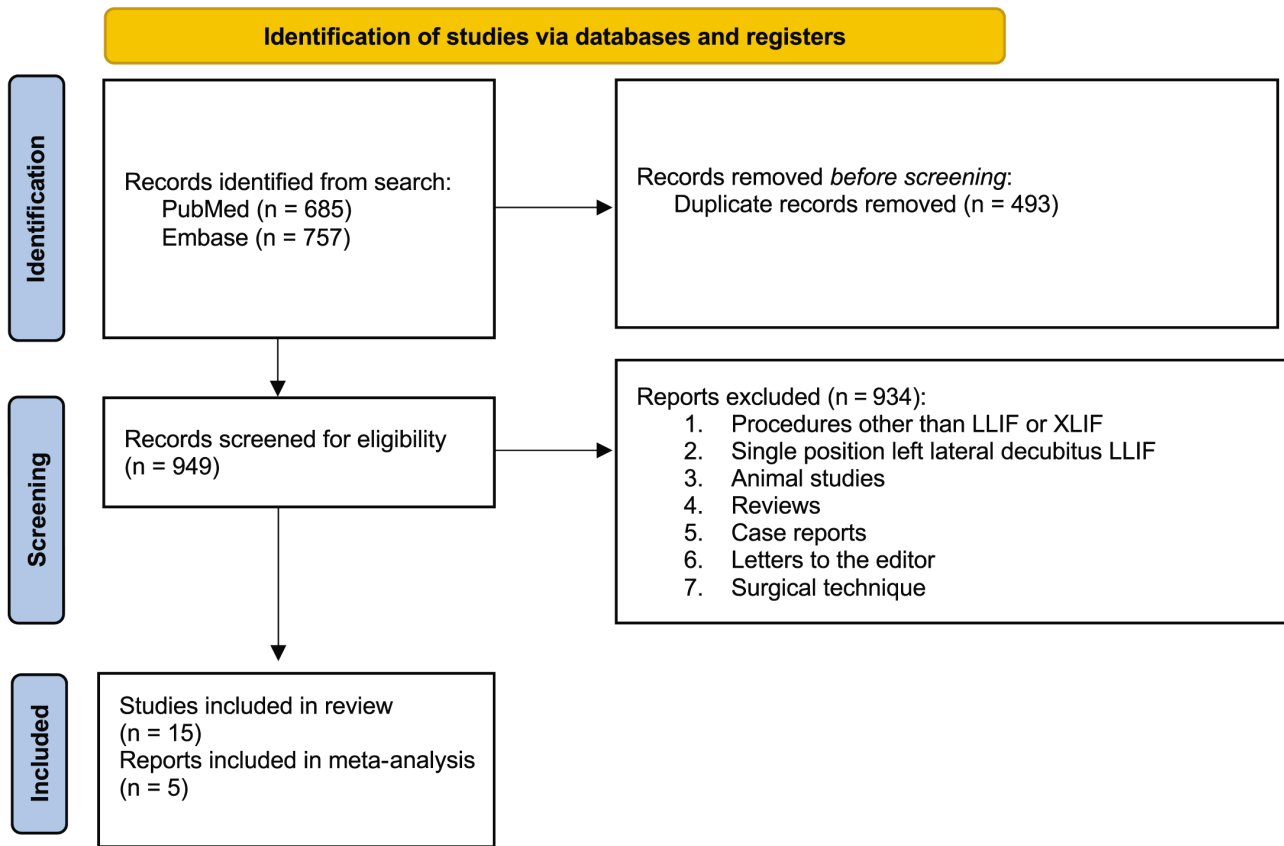 Identification of studies via databases and registers
Identification
Records identified from search:
PubMed (n = 685)
Embase (n = 757)
Records removed before screening:
Duplicate records removed (n = 493)
Screening
Records screened for eligibility
(n = 949)
Reports excluded (n = 934):
1. Procedures other than LLIF or XLIF
2. Single position left lateral decubitus LLIF
3. Animal studies
4. Reviews
5. Case reports
6. Letters to the editor
7. Surgical technique
Included
Studies included in review
(n = 15)
Reports included in meta-analysis
(n = 5)